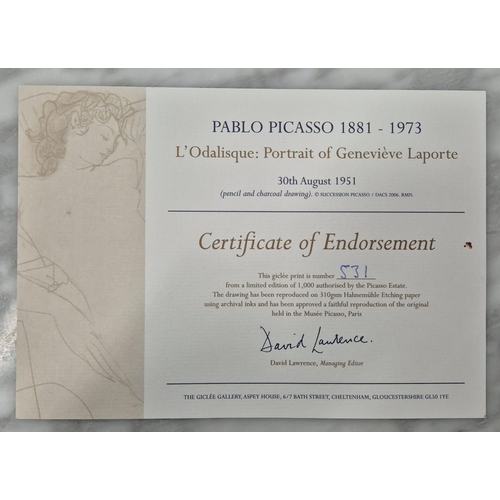 PABLO PICASSO 1881 - 1973
L'Odalisque: Portrait of Geneviève Laporte
30th August 1951
(pencil and charcoal drawing). © SUCCESSION PICASSO / DACS 2006. RMN.
Certificate of Endorsement
This giclée print is number 531
from a limited edition of 1,000 authorised by the Picasso Estate.
The drawing has been reproduced on 310gsm Hahnemühle Etching paper
using archival inks and has been approved a faithful reproduction of the original
held in the Musée Picasso, Paris
David Lawrence.
David Lawrence, Managing Editor
THE GICLÉE GALLERY, ASPEY HOUSE, 6/7 BATH STREET, CHELTENHAM, GLOUCESTERSHIRE GL50 1YE